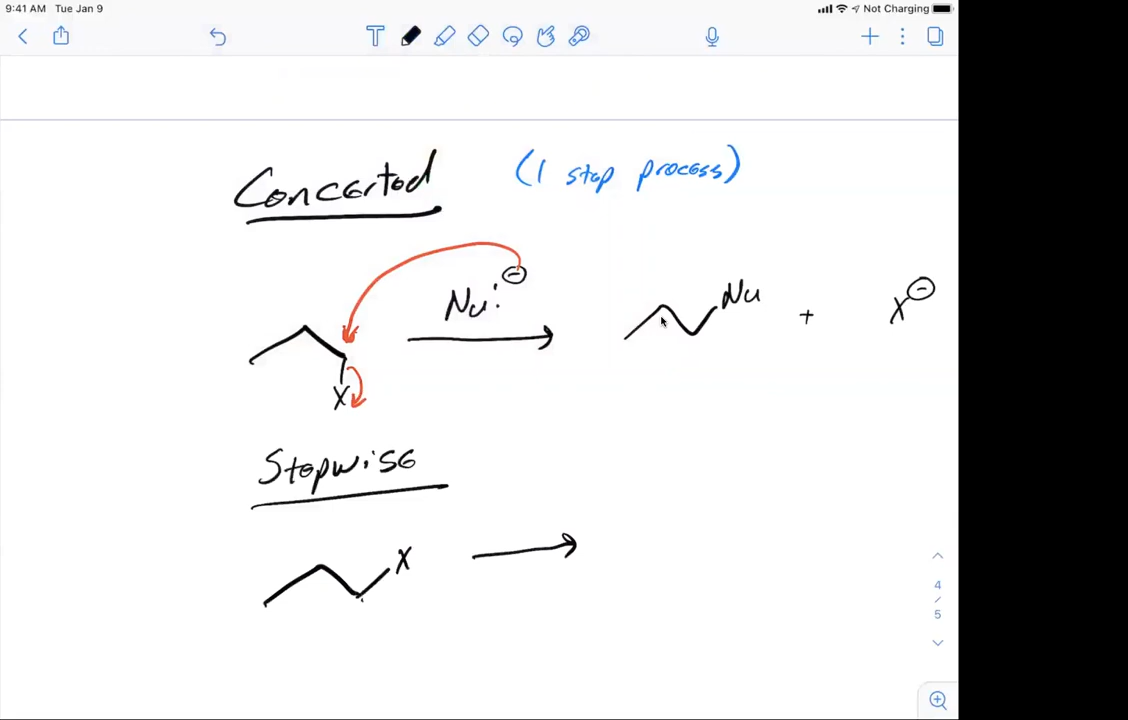 9:41 AM Tue Jan 9
Not Charging
Concerted (1 step process)
Nu:⊖
X
Nu + X⊖
Stepwise
X
4
/
5